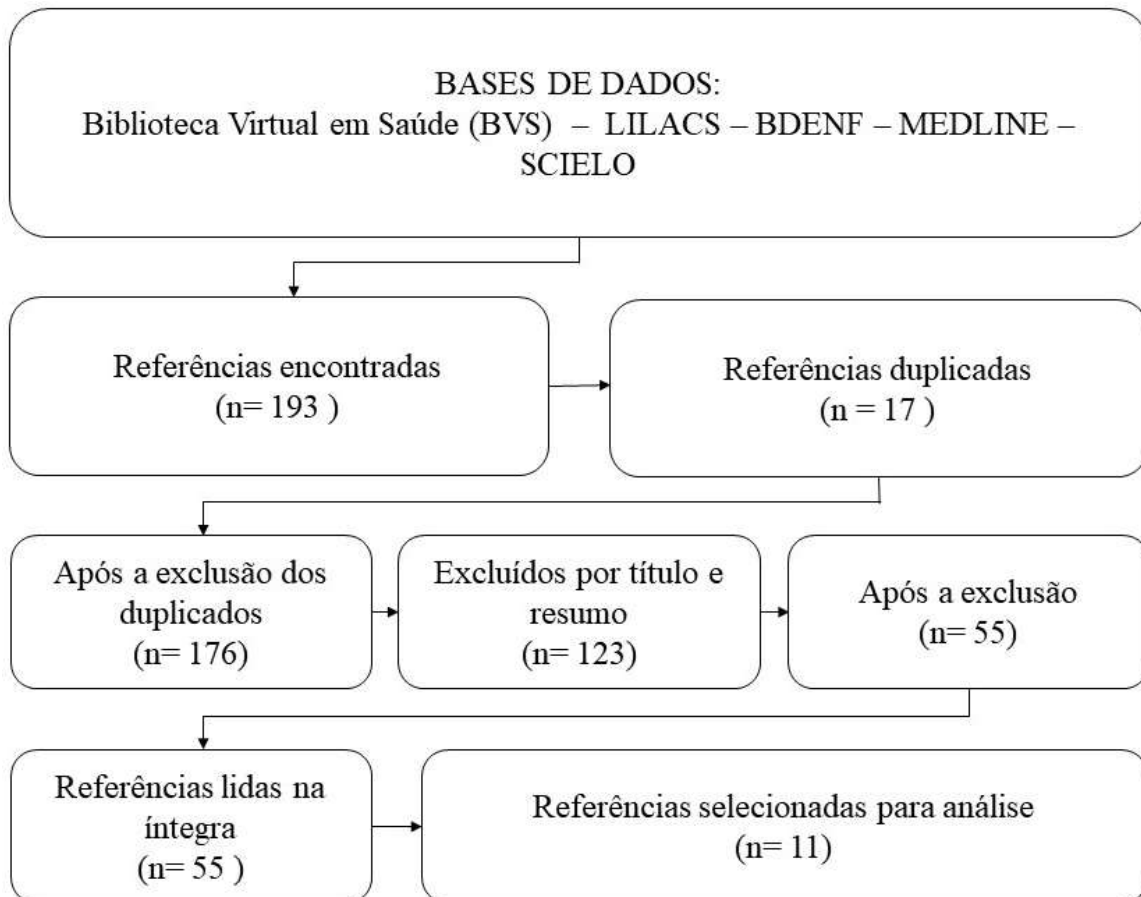 BASES DE DADOS:
Biblioteca Virtual em Saúde (BVS) – LILACS – BDENF – MEDLINE –
SCIELO
Referências encontradas
(n= 193 )
Referências duplicadas
(n = 17 )
Após a exclusão dos
duplicados
(n= 176)
Excluídos por título e
resumo
(n= 123)
Após a exclusão
(n= 55)
Referências lidas na
íntegra
(n= 55 )
Referências selecionadas para análise
(n= 11)